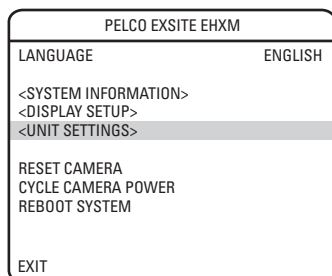 PELCO EXSITE EHXM
LANGUAGE ENGLISH
<SYSTEM INFORMATION>
<DISPLAY SETUP>
<UNIT SETTINGS>
RESET CAMERA
CYCLE CAMERA POWER
REBOOT SYSTEM
EXIT